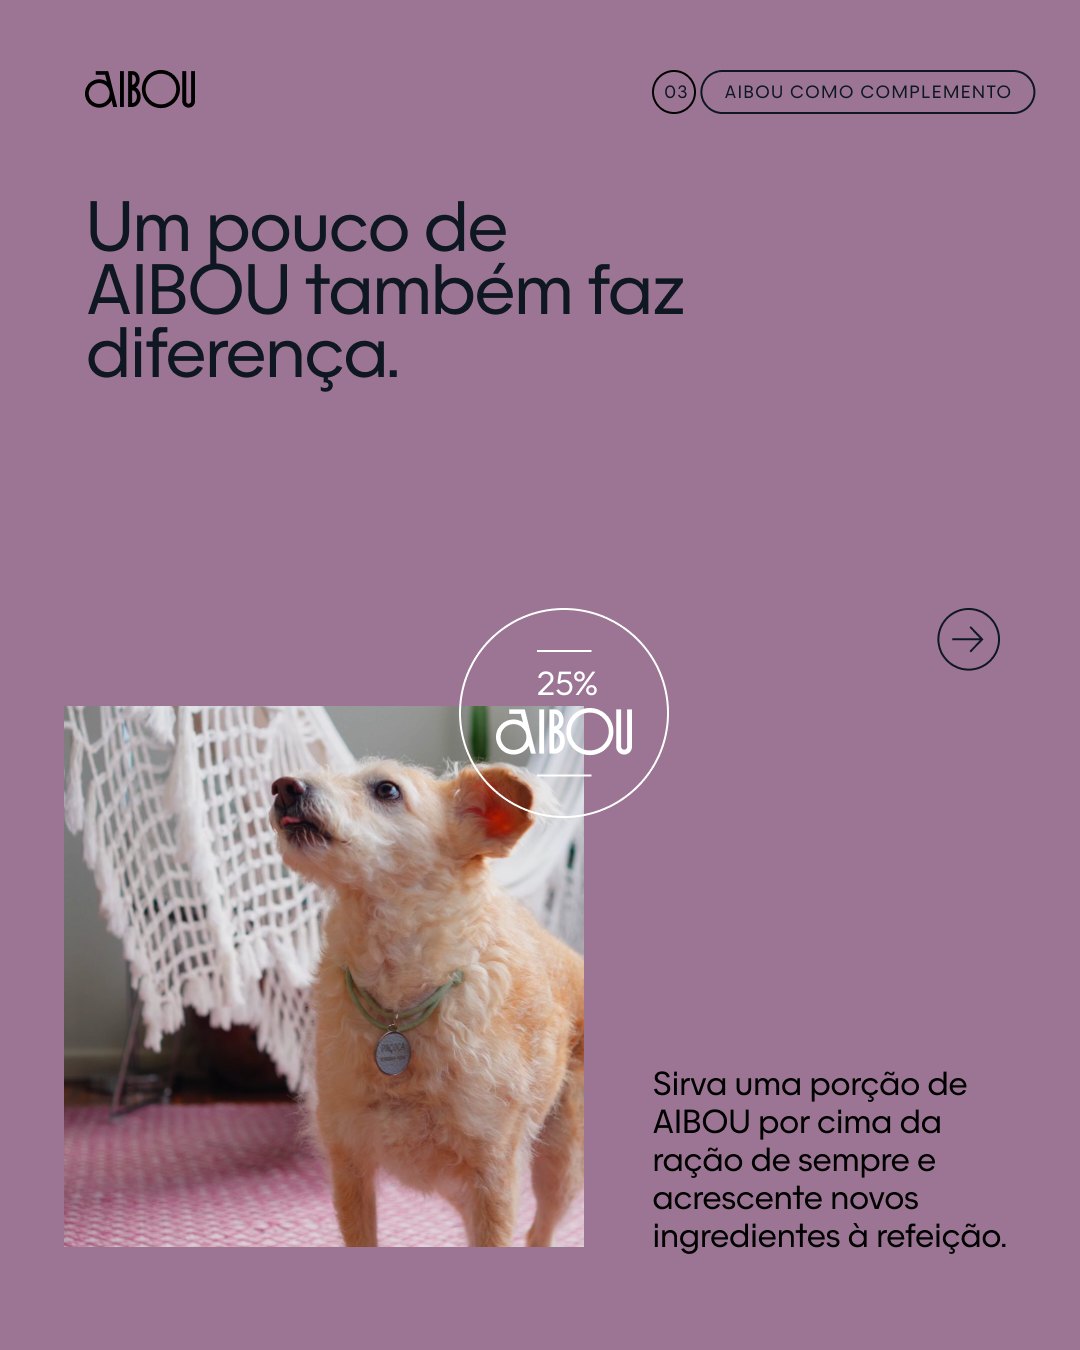 AIBOU
03 AIBOU COMO COMPLEMENTO
Um pouco de
AIBOU também faz
diferença.
25%
AIBOU
Sirva uma porção de
AIBOU por cima da
ração de sempre e
acrescente novos
ingredientes à refeição.